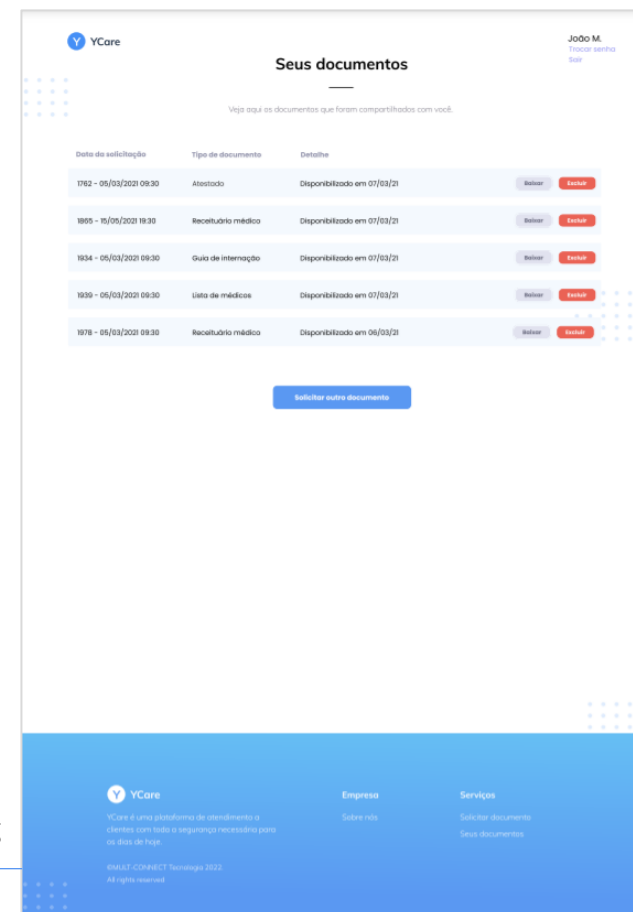 Y YCare
João M.
Trocar senha
Sair
Seus documentos
Veja aqui os documentos que foram compartilhados com você.
Data da solicitação Tipo de documento Detalhe
1762 - 05/03/2021 09:30 Atestado Disponibilizado em 07/03/21 Baixar Excluir
1865 - 15/05/2021 19:30 Receituário médico Disponibilizado em 07/03/21 Baixar Excluir
1934 - 05/03/2021 09:30 Guia de internação Disponibilizado em 07/03/21 Baixar Excluir
1939 - 05/03/2021 09:30 Lista de médicos Disponibilizado em 07/03/21 Baixar Excluir
1978 - 05/03/2021 09:30 Receituário médico Disponibilizado em 06/03/21 Baixar Excluir
Solicitar outro documento
Y YCare
YCare é uma plataforma de atendimento a
clientes com toda a segurança necessária para
os dias de hoje.
©MULT-CONNECT Tecnologia 2022.
All rights reserved
Empresa
Sobre nós
Serviços
Solicitar documento
Seus documentos